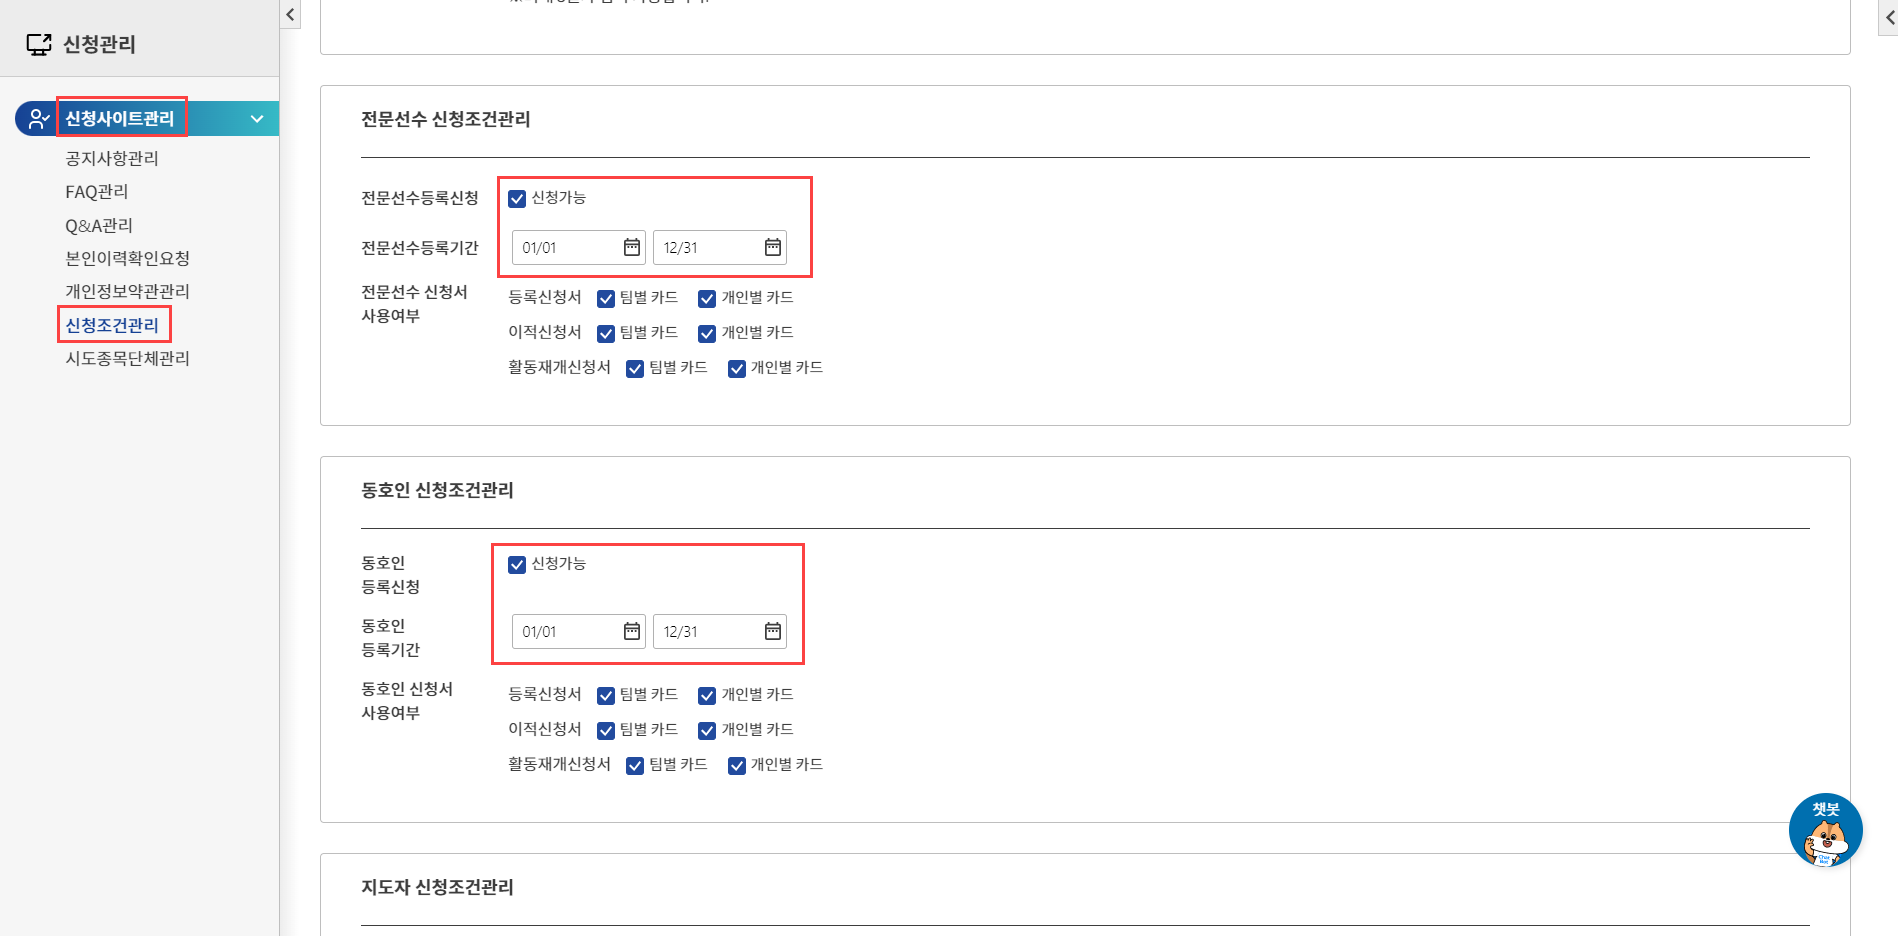 신청관리
신청사이트관리
공지사항관리
FAQ관리
Q&A관리
본인이력확인요청
개인정보약관관리
신청조건관리
시도종목단체관리
전문선수 신청조건관리
전문선수등록신청 신청가능
전문선수등록기간 01/01 12/31
전문선수 신청서
사용여부
등록신청서 팀별 카드 개인별 카드
이적신청서 팀별 카드 개인별 카드
활동재개신청서 팀별 카드 개인별 카드
동호인 신청조건관리
동호인
등록신청
신청가능
동호인
등록기간
01/01 12/31
동호인 신청서
사용여부
등록신청서 팀별 카드 개인별 카드
이적신청서 팀별 카드 개인별 카드
활동재개신청서 팀별 카드 개인별 카드
챗봇
Chat
Bot
지도자 신청조건관리